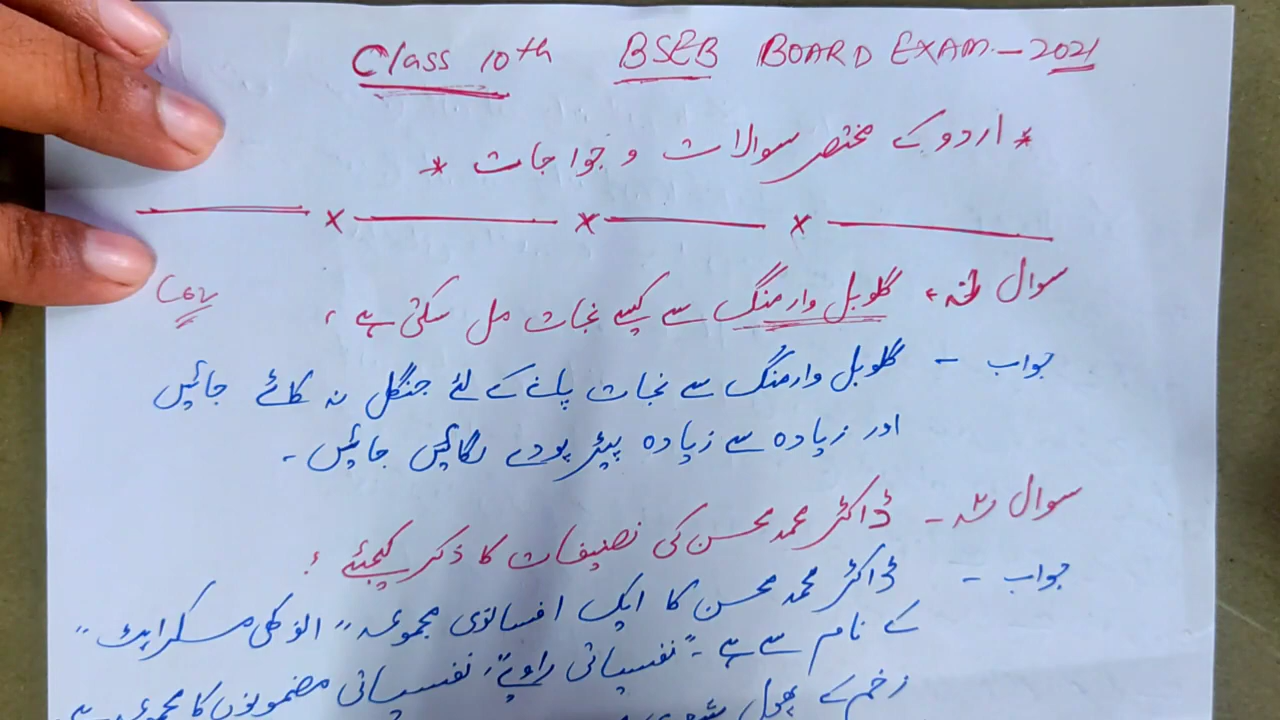 Class 10th BSEB BOARD EXAM. - 2021
* اردو کے مختصر سوالات و جوابات *
سوال گلوبل وارمنگ سے کیسے نجات مل سکتی ہے ؟
جواب - گلوبل وارمنگ سے نجات پانے کے لئے جنگل نہ کاٹے جائیں
اور زیادہ سے زیادہ پیڑ پودے لگائیں جائیں -
سوال - ڈاکٹر محمد محسن کی تصنیفات کا ذکر کیجئے ؟
جواب - ڈاکٹر محمد محسن کا ایک افسانوی مجموعہ "انوکھی مسکراہٹ"
کے نام سے ہے - "نفسیاتی زاویے"، نفسیاتی مضمونوں کا مجموعہ ہے
زخم کے پھول